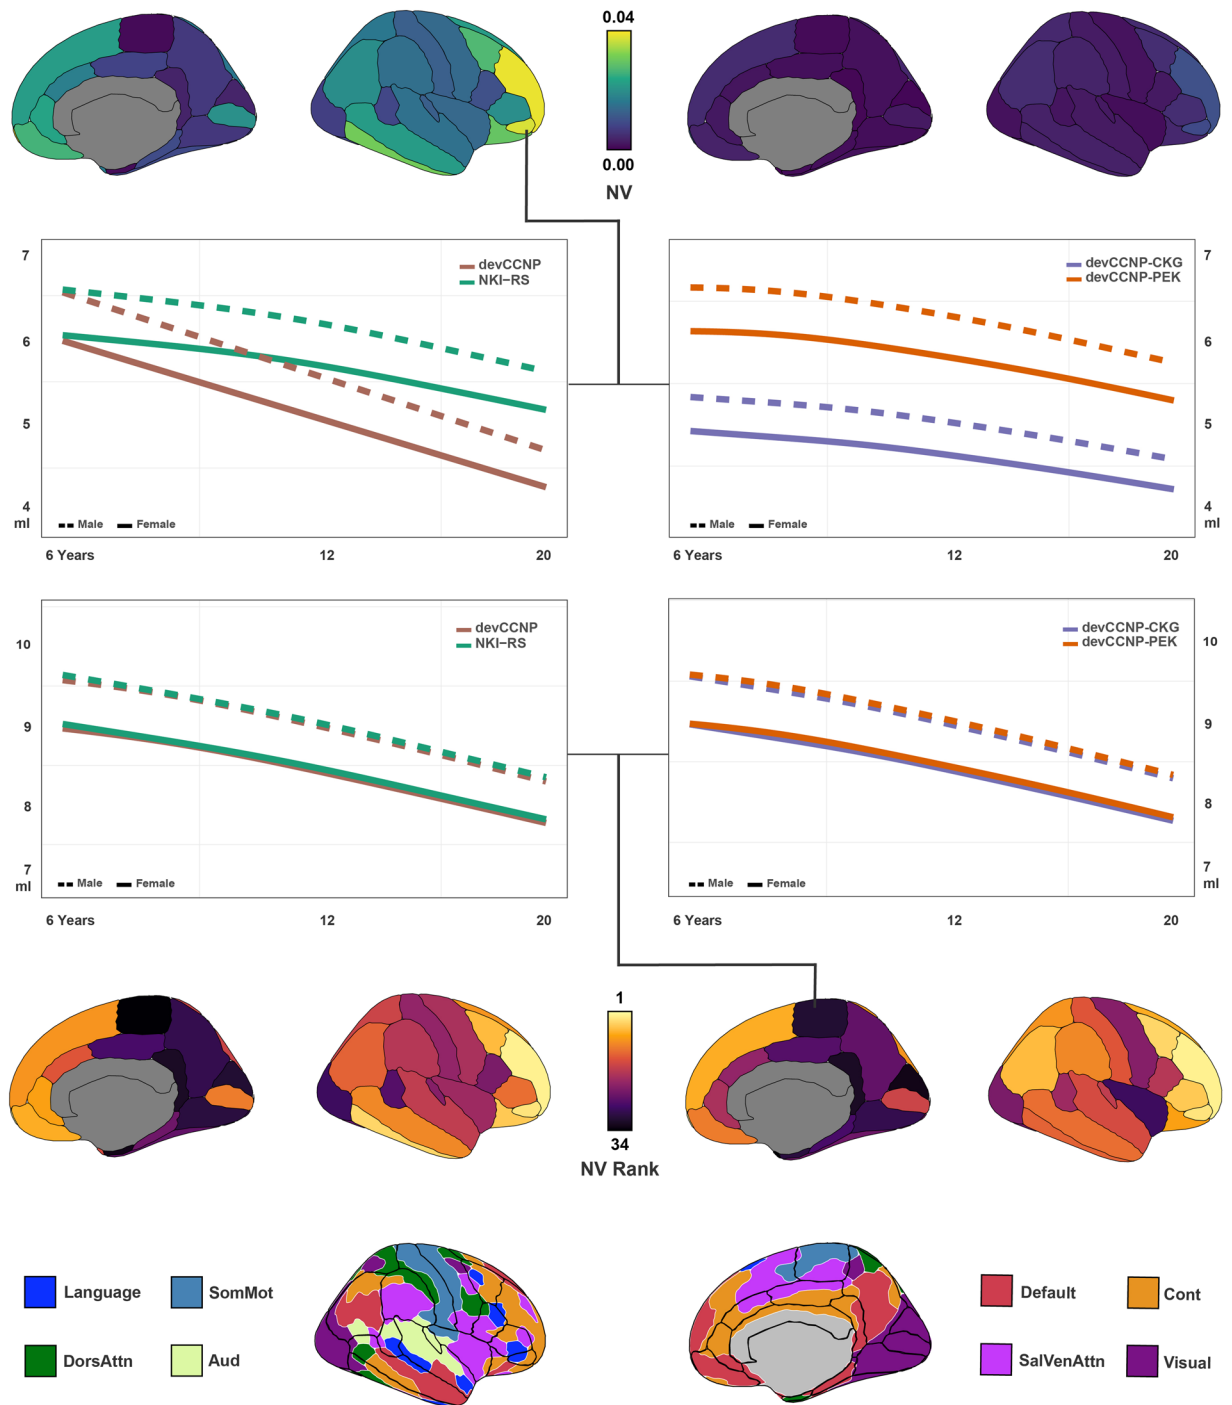 0.04
0.00
NV
7
6
5
4
ml
devCCNP
NKI−RS
Male Female
6 Years 12 20
devCCNP-CKG
devCCNP-PEK
7
6
5
4
ml
Male Female
6 Years 12 20
10
9
8
7
ml
devCCNP
NKI−RS
Male Female
6 Years 12 20
devCCNP-CKG
devCCNP-PEK
10
9
8
7
ml
Male Female
6 Years 12 20
1
34
NV Rank
Language SomMot
DorsAttn Aud
Default Cont
SalVenAttn Visual